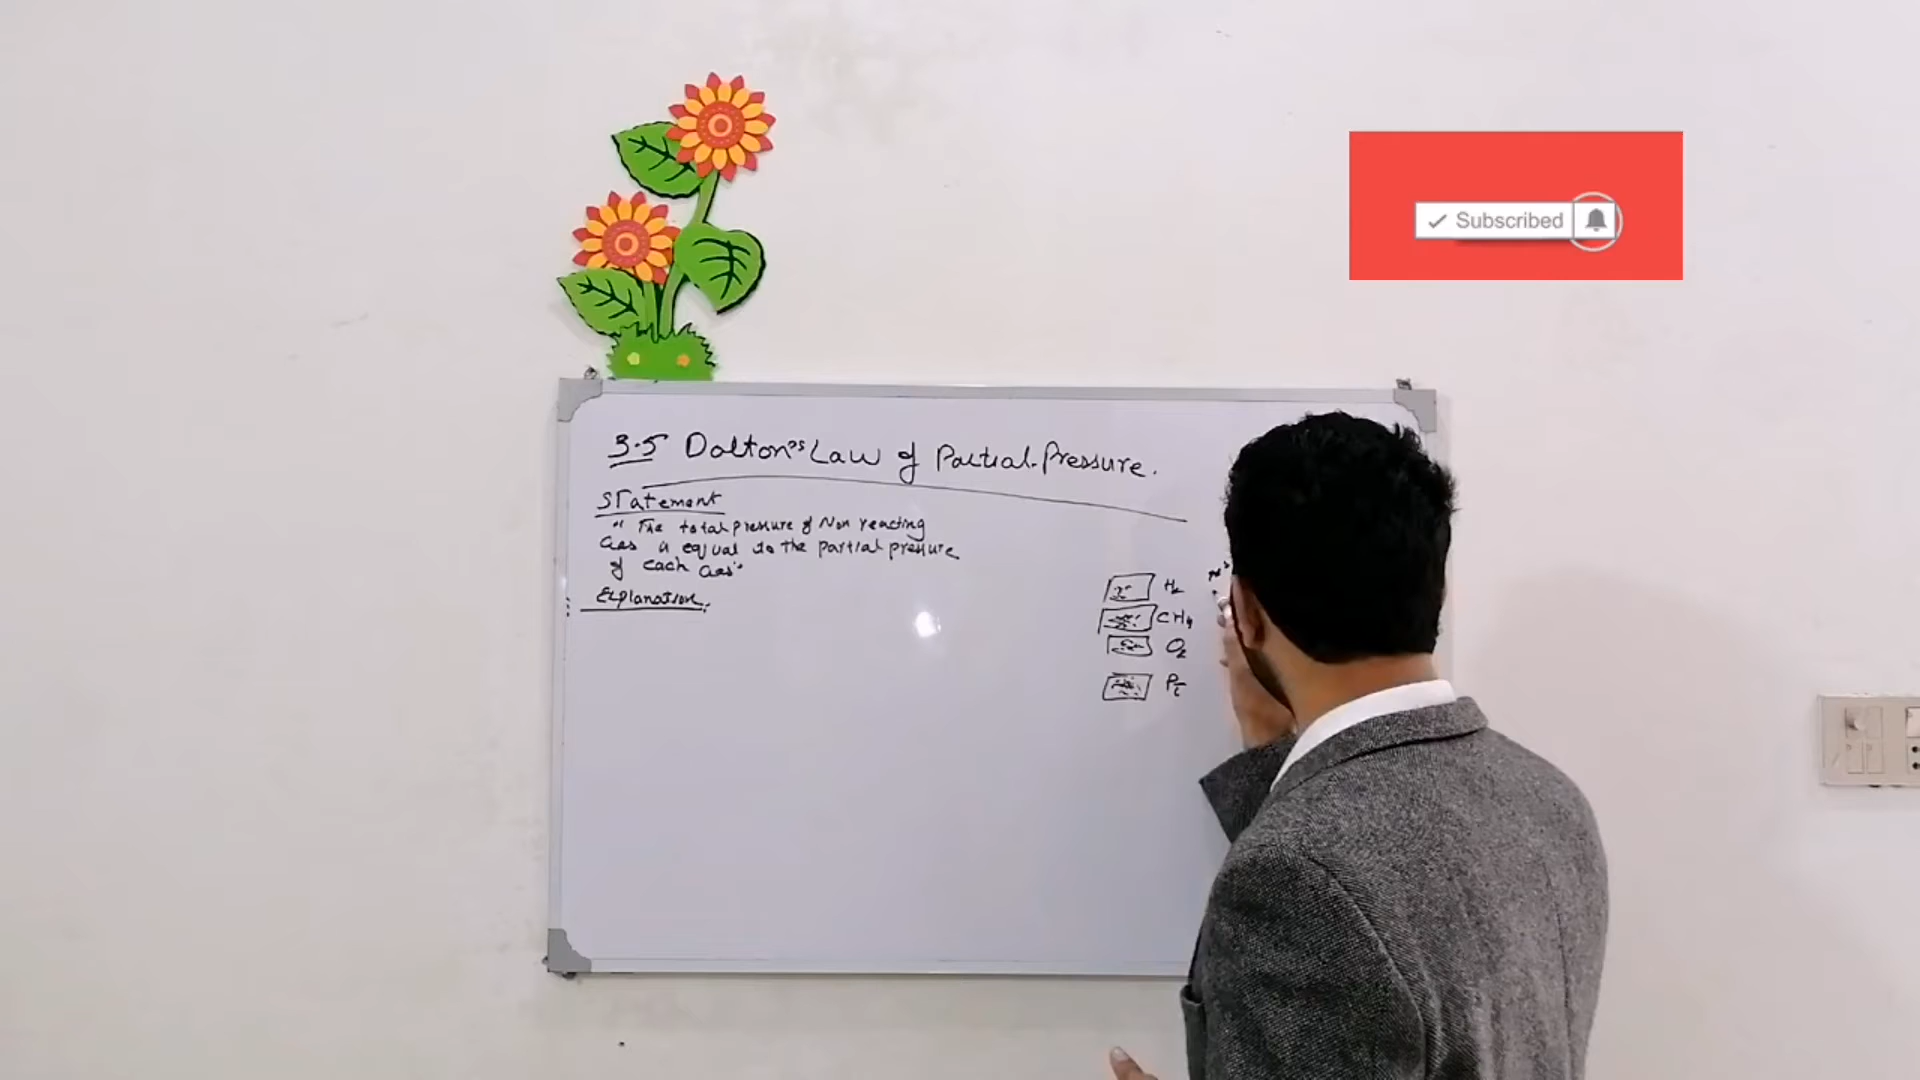 Subscribed
3.5 Dalton's Law of Partial Pressure.
Statement
" The total pressure of Non reacting
Gas is equal to the partial pressure
of each Gas"
Explanation:
H2
CH4
O2
Pt